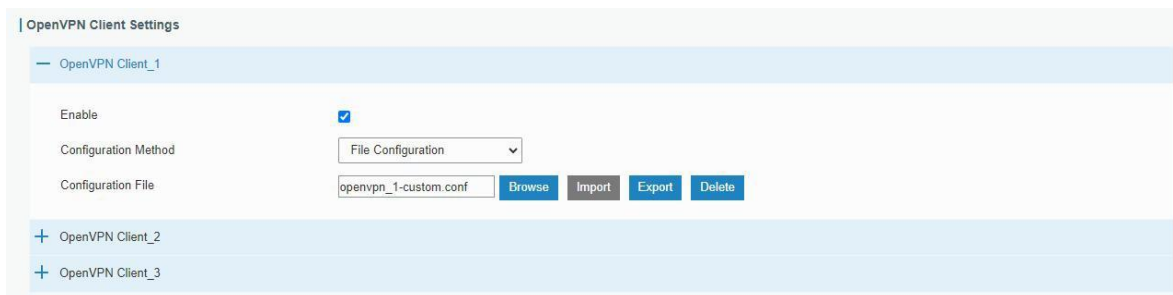 OpenVPN Client Settings
OpenVPN Client_1
Enable
Configuration Method File Configuration
Configuration File openvpn_1-custom.conf Browse Import Export Delete
OpenVPN Client_2
OpenVPN Client_3